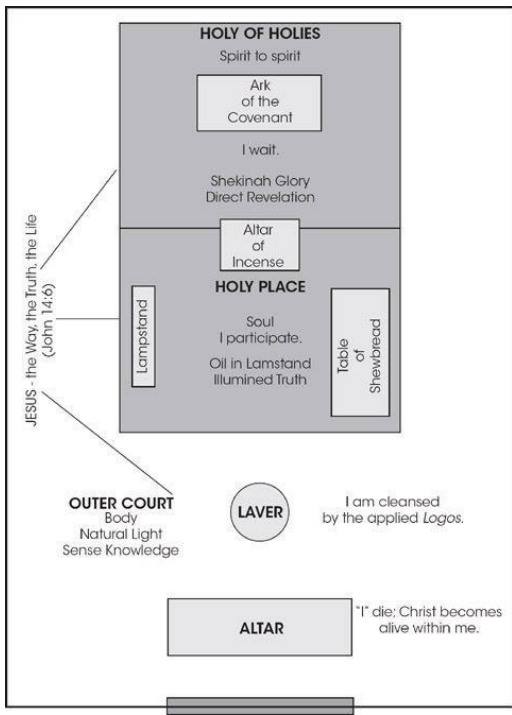 HOLY OF HOLIES
Spirit to spirit
Ark
of the
Covenant
I wait.
Shekinah Glory
Direct Revelation
Altar
of
Incense
HOLY PLACE
Lampstand
Soul
I participate.
Oil in Lamstand
Illumined Truth
Table
of
Shewbread
JESUS - the Way, the Truth, the Life
(John 14:6)
OUTER COURT
Body
Natural Light
Sense Knowledge
LAVER
I am cleansed
by the applied Logos.
ALTAR
"I" die; Christ becomes
alive within me.